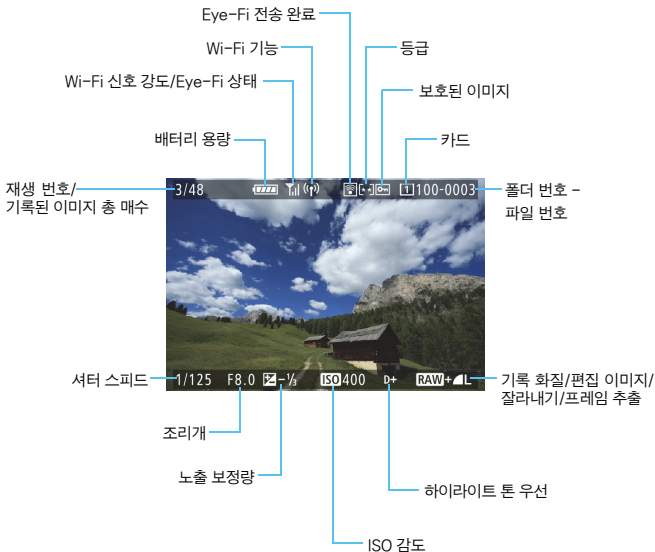 Eye-Fi 전송 완료
Wi-Fi 기능
등급
Wi-Fi 신호 강도/Eye-Fi 상태
보호된 이미지
배터리 용량
카드
재생 번호/
기록된 이미지 총 매수
3/48
1 100-0003
폴더 번호 -
파일 번호
셔터 스피드
1/125 F8.0 -⅓ ISO 400 D+ RAW+L
기록 화질/편집 이미지/
잘라내기/프레임 추출
조리개
노출 보정량
하이라이트 톤 우선
ISO 감도